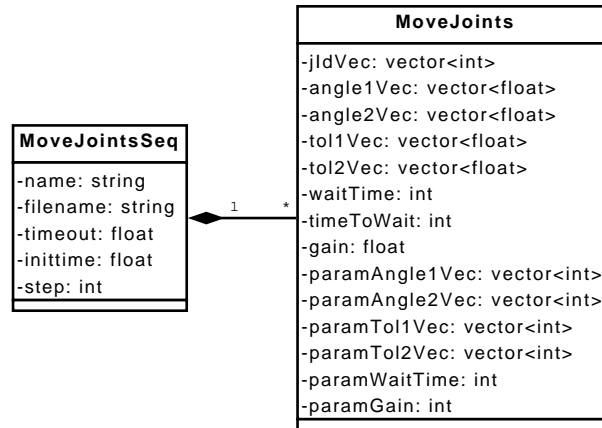 MoveJointsSeq
-name: string
-filename: string
-timeout: float
-inittime: float
-step: int
1
*
MoveJoints
-jIdVec: vector<int>
-angle1Vec: vector<float>
-angle2Vec: vector<float>
-tol1Vec: vector<float>
-tol2Vec: vector<float>
-waitTime: int
-timeToWait: int
-gain: float
-paramAngle1Vec: vector<int>
-paramAngle2Vec: vector<int>
-paramTol1Vec: vector<int>
-paramTol2Vec: vector<int>
-paramWaitTime: int
-paramGain: int